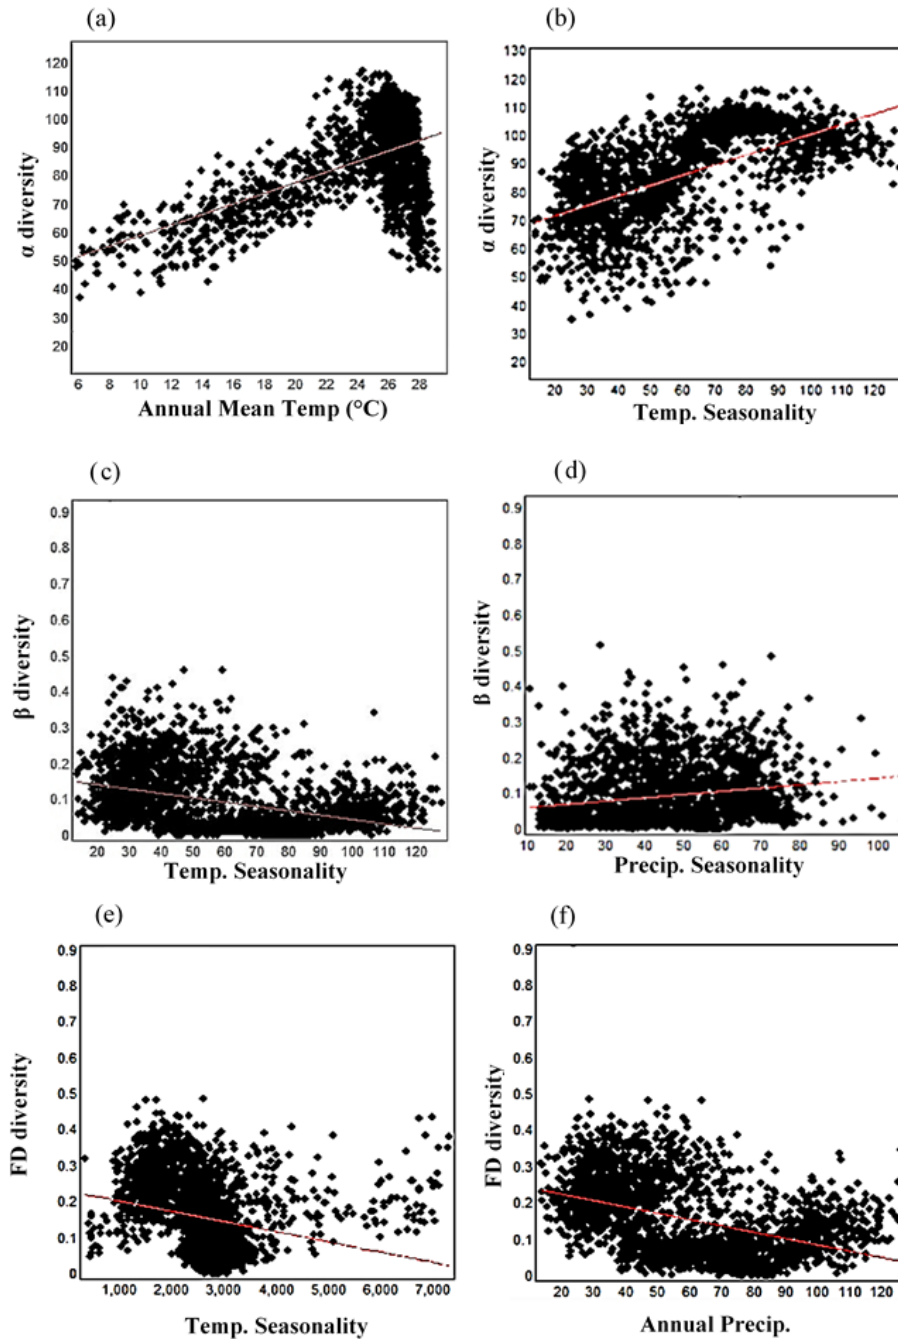 (a)
120
110
100
90
80
70
60
50
40
30
20
α diversity
6 8 10 12 14 16 18 20 22 24 26 28
Annual Mean Temp (°C)
(b)
130
120
110
100
90
80
70
60
50
40
30
20
α diversity
20 30 40 50 60 70 80 90 100 110 120
Temp. Seasonality
(c)
0.9
0.8
0.7
0.6
0.5
0.4
0.3
0.2
0.1
0
β diversity
20 30 40 50 60 70 80 90 100 110 120
Temp. Seasonality
(d)
0.9
0.8
0.7
0.6
0.5
0.4
0.3
0.2
0.1
0
β diversity
10 20 30 40 50 60 70 80 90 100
Precip. Seasonality
(e)
0.9
0.8
0.7
0.6
0.5
0.4
0.3
0.2
0.1
0
FD diversity
1,000 2,000 3,000 4,000 5,000 6,000 7,000
Temp. Seasonality
(f)
0.9
0.8
0.7
0.6
0.5
0.4
0.3
0.2
0.1
0
FD diversity
20 30 40 50 60 70 80 90 100 110 120
Annual Precip.